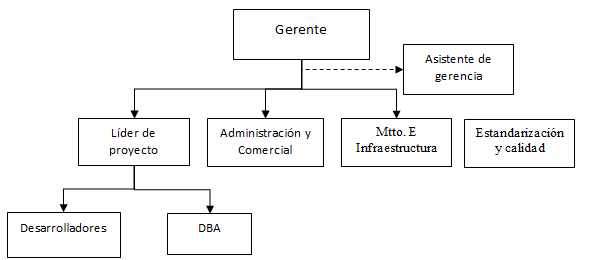 Gerente
Asistente de
gerencia
Líder de
proyecto
Administración y
Comercial
Mtto. E
Infraestructura
Estandarización
y calidad
Desarrolladores
DBA